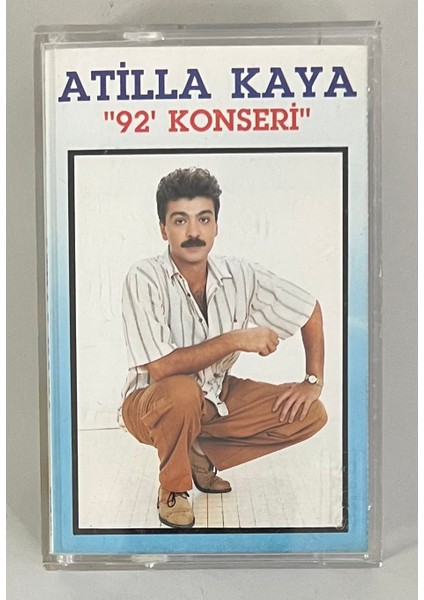 ATİLLA KAYA
"92' KONSERİ"